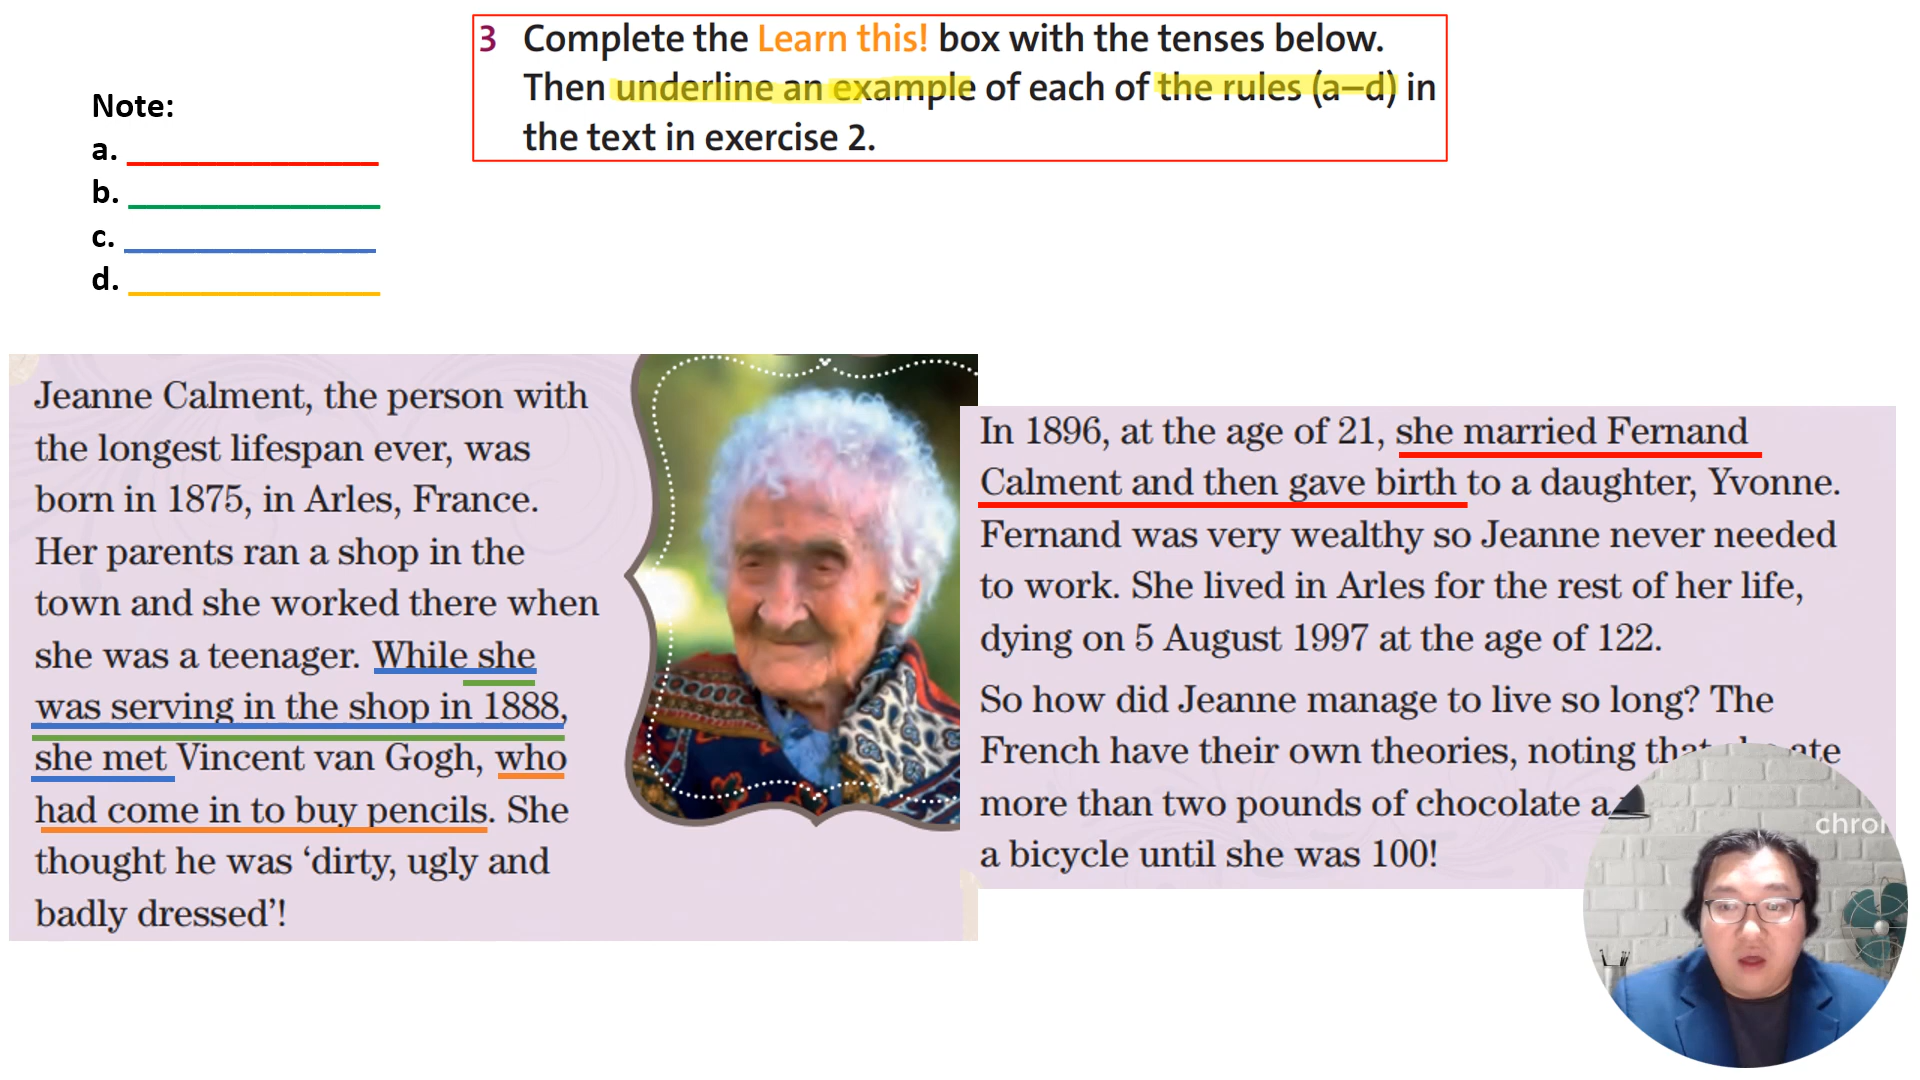 3 Complete the Learn this! box with the tenses below.
Then underline an example of each of the rules (a–d) in
the text in exercise 2.
Note:
a.
b.
c.
d.
Jeanne Calment, the person with
the longest lifespan ever, was
born in 1875, in Arles, France.
Her parents ran a shop in the
town and she worked there when
she was a teenager. While she
was serving in the shop in 1888,
she met Vincent van Gogh, who
had come in to buy pencils. She
thought he was ‘dirty, ugly and
badly dressed’!
In 1896, at the age of 21, she married Fernand
Calment and then gave birth to a daughter, Yvonne.
Fernand was very wealthy so Jeanne never needed
to work. She lived in Arles for the rest of her life,
dying on 5 August 1997 at the age of 122.
So how did Jeanne manage to live so long? The
French have their own theories, noting that ate
more than two pounds of chocolate a
a bicycle until she was 100!